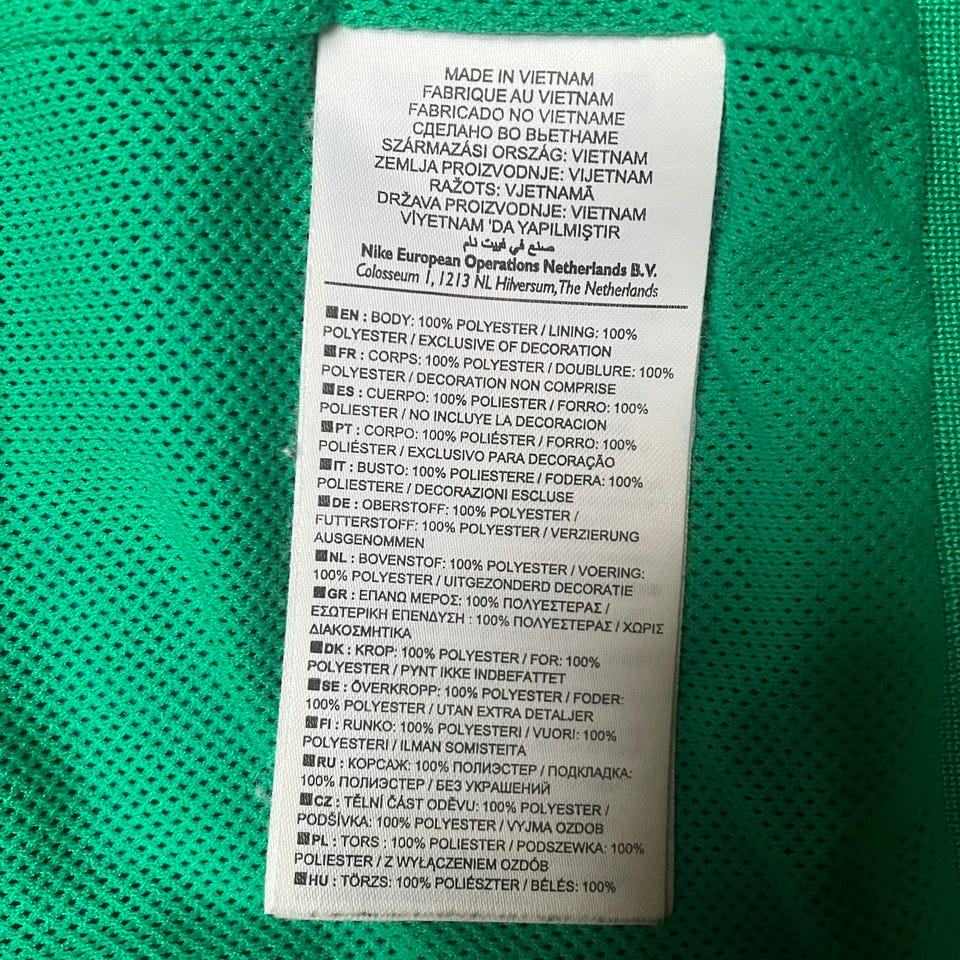 MADE IN VIETNAM
FABRIQUE AU VIETNAM
FABRICADO NO VIETNAME
СДЕЛАНО ВО ВЬЕТНАМЕ
SZÁRMAZÁSI ORSZÁG: VIETNAM
ZEMLJA PROIZVODNJE: VIJETNAM
RAŽOTS: VJETNAMĀ
DRŽAVA PROIZVODNJE: VIETNAM
VİYETNAM 'DA YAPILMIŞTIR
صنع في فييت نام
Nike European Operations Netherlands B.V.
Colosseum 1, 1213 NL Hilversum, The Netherlands
EN : BODY: 100% POLYESTER / LINING: 100%
POLYESTER / EXCLUSIVE OF DECORATION
FR : CORPS: 100% POLYESTER / DOUBLURE: 100%
POLYESTER / DECORATION NON COMPRISE
ES : CUERPO: 100% POLIESTER / FORRO: 100%
POLIESTER / NO INCLUYE LA DECORACION
PT : CORPO: 100% POLIÉSTER / FORRO: 100%
POLIÉSTER / EXCLUSIVO PARA DECORAÇÃO
IT : BUSTO: 100% POLIESTERE / FODERA: 100%
POLIESTERE / DECORAZIONI ESCLUSE
DE : OBERSTOFF: 100% POLYESTER /
FUTTERSTOFF: 100% POLYESTER / VERZIERUNG
AUSGENOMMEN
NL : BOVENSTOF: 100% POLYESTER / VOERING:
100% POLYESTER / UITGEZONDERD DECORATIE
GR : ΕΠΑΝΩ ΜΕΡΟΣ: 100% ΠΟΛΥΕΣΤΕΡΑΣ /
ΕΣΩΤΕΡΙΚΗ ΕΠΕΝΔΥΣΗ : 100% ΠΟΛΥΕΣΤΕΡΑΣ / ΧΩΡΙΣ
ΔΙΑΚΟΣΜΗΤΙΚΑ
DK : KROP: 100% POLYESTER / FOR: 100%
POLYESTER / PYNT IKKE INDBEFATTET
SE : ÖVERKROPP: 100% POLYESTER / FODER:
100% POLYESTER / UTAN EXTRA DETALJER
FI : RUNKO: 100% POLYESTERI / VUORI: 100%
POLYESTERI / ILMAN SOMISTEITA
RU : КОРСАЖ: 100% ПОЛИЭСТЕР / ПОДКЛАДКА:
100% ПОЛИЭСТЕР / БЕЗ УКРАШЕНИЙ
CZ : TĚLNÍ ČÁST ODĚVU: 100% POLYESTER /
PODŠÍVKA: 100% POLYESTER / VYJMA OZDOB
PL : TORS : 100% POLIESTER / PODSZEWKA: 100%
POLIESTER / Z WYŁĄCZENIEM OZDÓB
HU : TÖRZS: 100% POLIÉSZTER / BÉLÉS: 100%